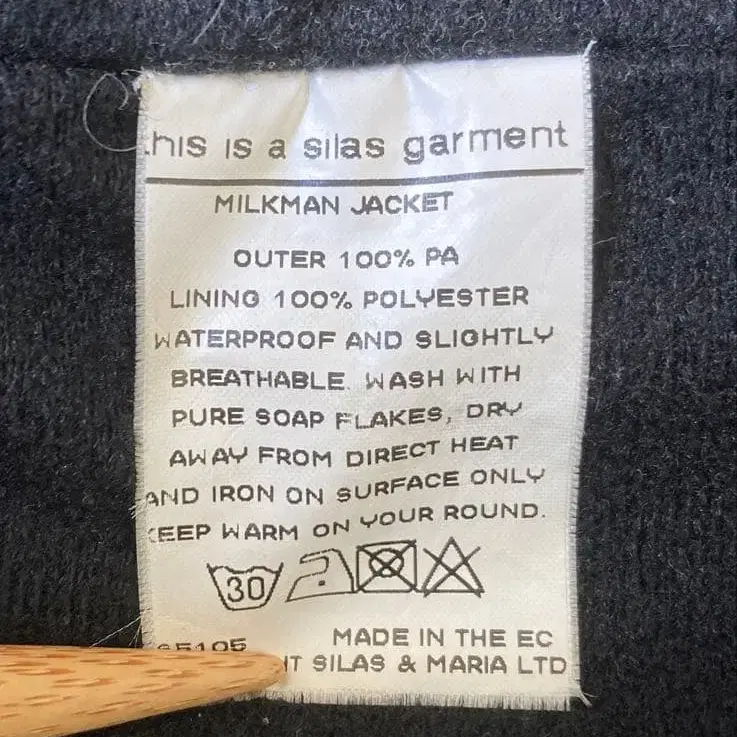 this is a silas garment
MILKMAN JACKET
OUTER 100% PA
LINING 100% POLYESTER
WATERPROOF AND SLIGHTLY
BREATHABLE. WASH WITH
PURE SOAP FLAKES, DRY
AWAY FROM DIRECT HEAT
AND IRON ON SURFACE ONLY
KEEP WARM ON YOUR ROUND.
30
MADE IN THE EC
SILAS & MARIA LTD